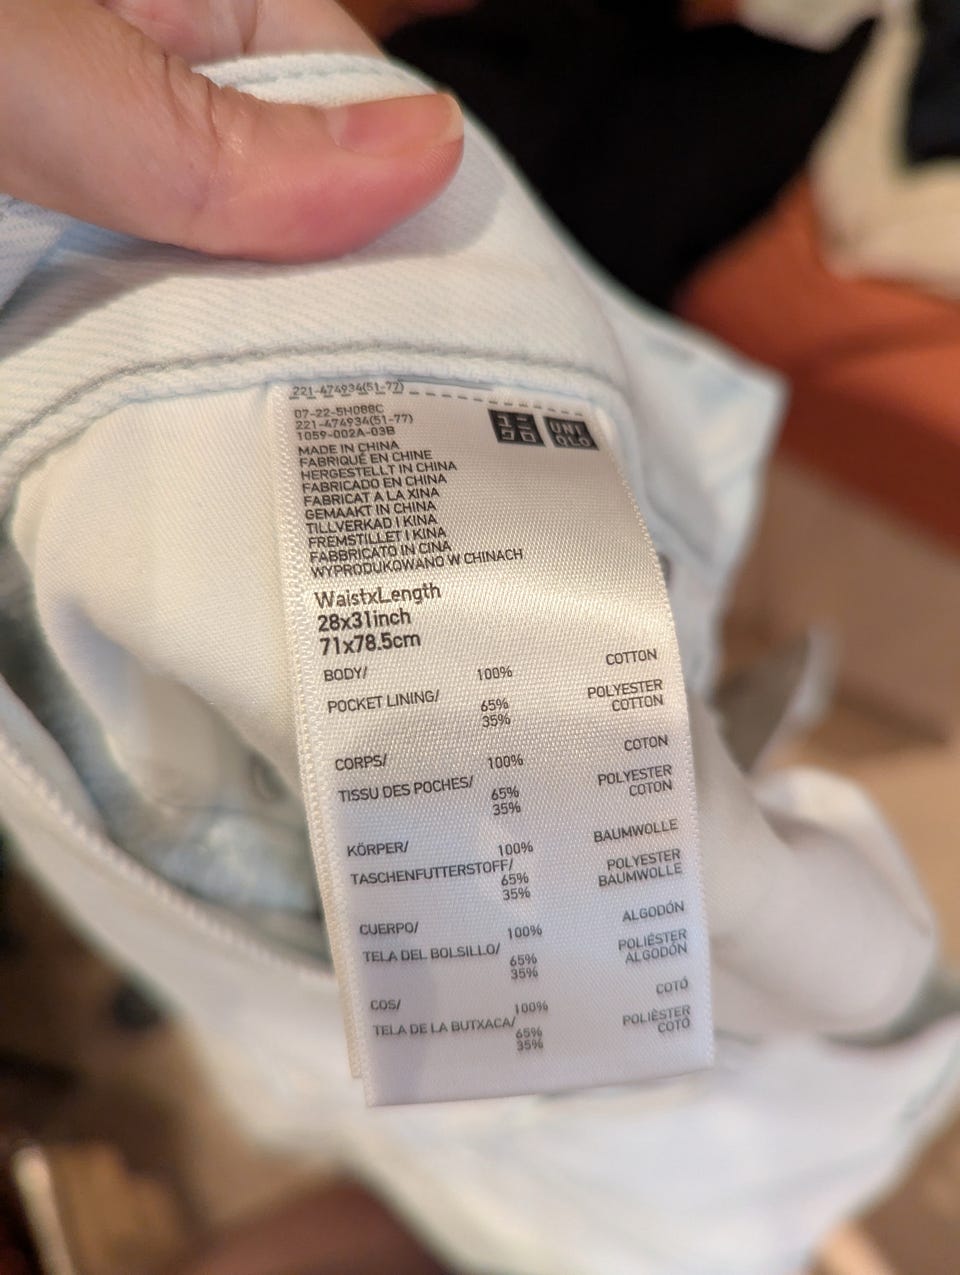 221-474934(51-77)
07-22-5H088C
221-474934(51-77)
1059-002A-03B
ユニ
クロ
UNI
QLO
MADE IN CHINA
FABRIQUÉ EN CHINE
HERGESTELLT IN CHINA
FABRICADO EN CHINA
FABRICAT A LA XINA
GEMAAKT IN CHINA
TILLVERKAD I KINA
FREMSTILLET I KINA
FABBRICATO IN CINA
WYPRODUKOWANO W CHINACH
WaistxLength
28x31inch
71x78.5cm
BODY/ 100% COTTON
POCKET LINING/ 65% POLYESTER
35% COTTON
CORPS/ 100% COTON
TISSU DES POCHES/ 65% POLYESTER
35% COTON
KÖRPER/ 100% BAUMWOLLE
TASCHENFUTTERSTOFF/
65% POLYESTER
35% BAUMWOLLE
CUERPO/ 100% ALGODÓN
TELA DEL BOLSILLO/ 65% POLIÉSTER
35% ALGODÓN
COS/ 100% COTÓ
TELA DE LA BUTXACA/
65% POLIÈSTER
35% COTÓ